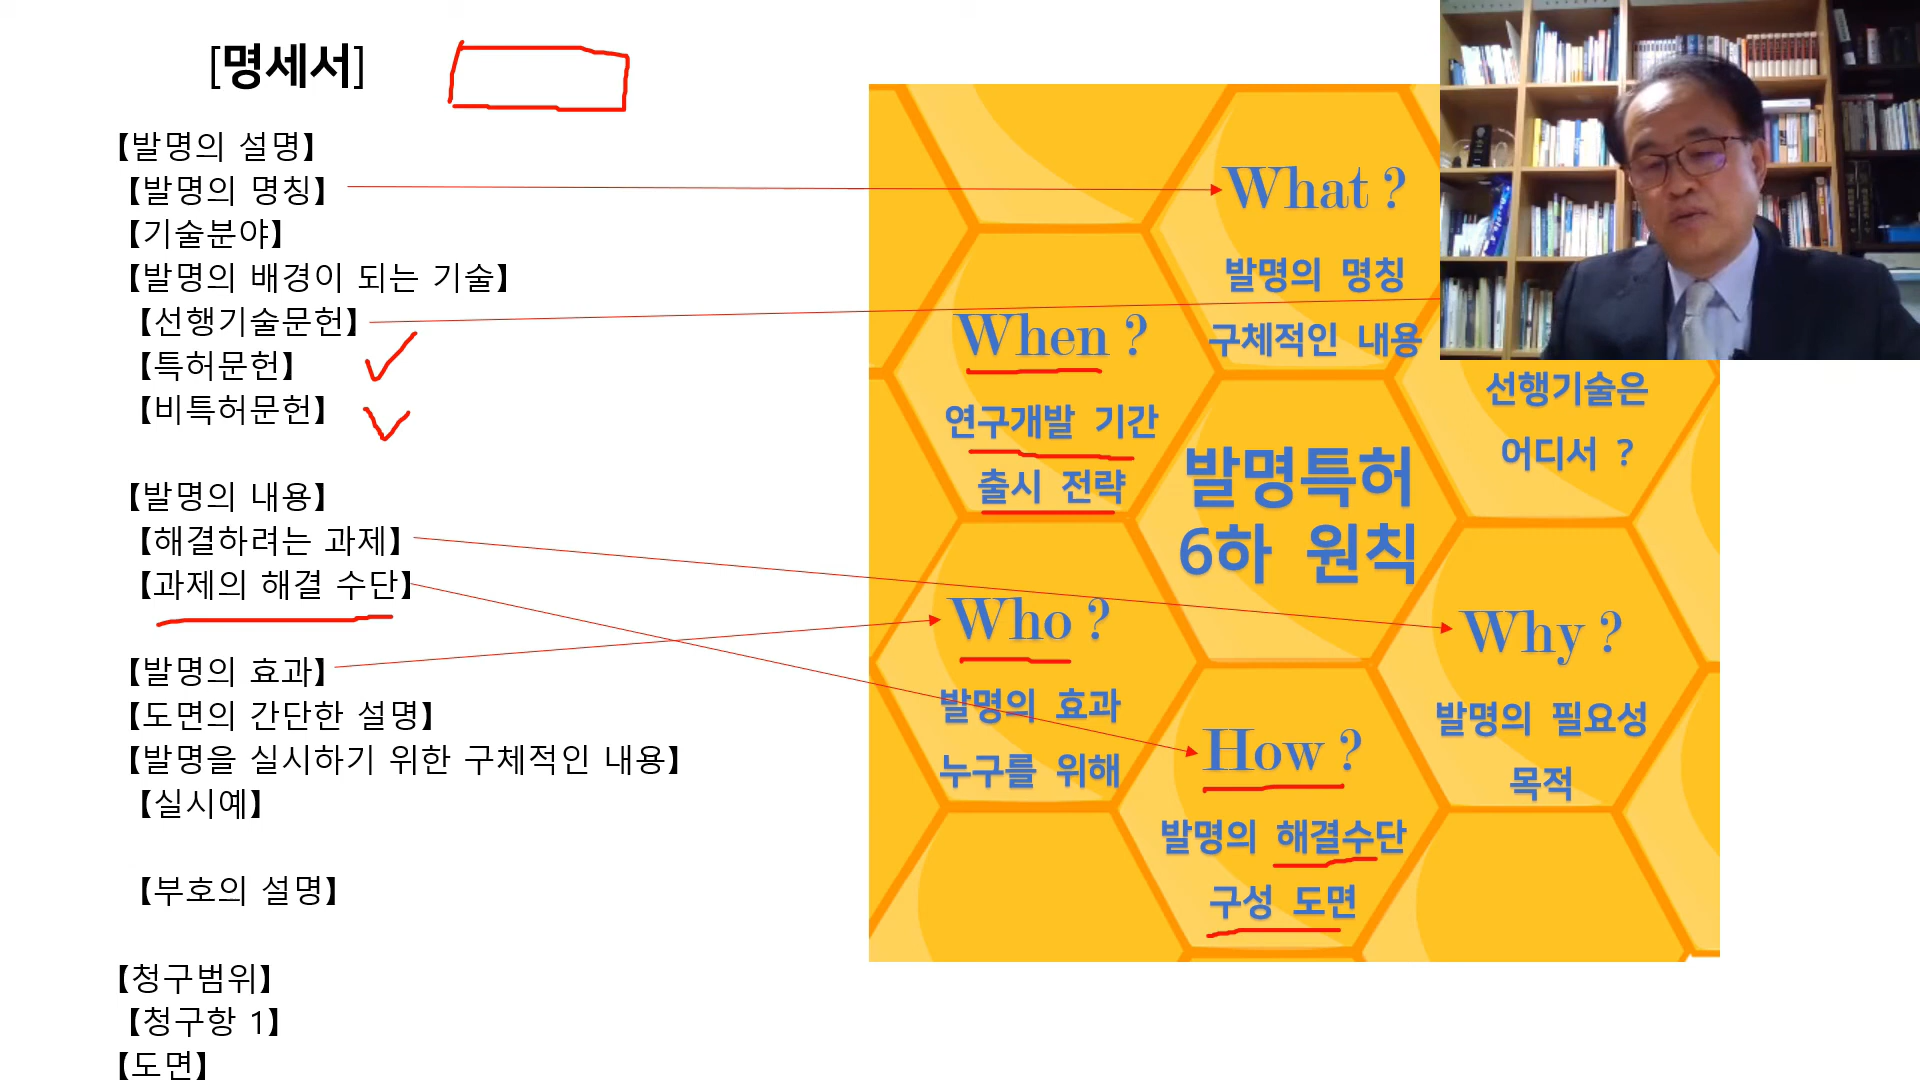 [명세서]
【발명의 설명】
【발명의 명칭】
【기술분야】
【발명의 배경이 되는 기술】
【선행기술문헌】
【특허문헌】
【비특허문헌】
【발명의 내용】
【해결하려는 과제】
【과제의 해결 수단】
【발명의 효과】
【도면의 간단한 설명】
【발명을 실시하기 위한 구체적인 내용】
【실시예】
【부호의 설명】
【청구범위】
【청구항 1】
【도면】
What ?
발명의 명칭
구체적인 내용
When ?
연구개발 기간
출시 전략
선행기술은
어디서 ?
발명특허
6하 원칙
Who ?
발명의 효과
누구를 위해
Why ?
발명의 필요성
목적
How ?
발명의 해결수단
구성 도면